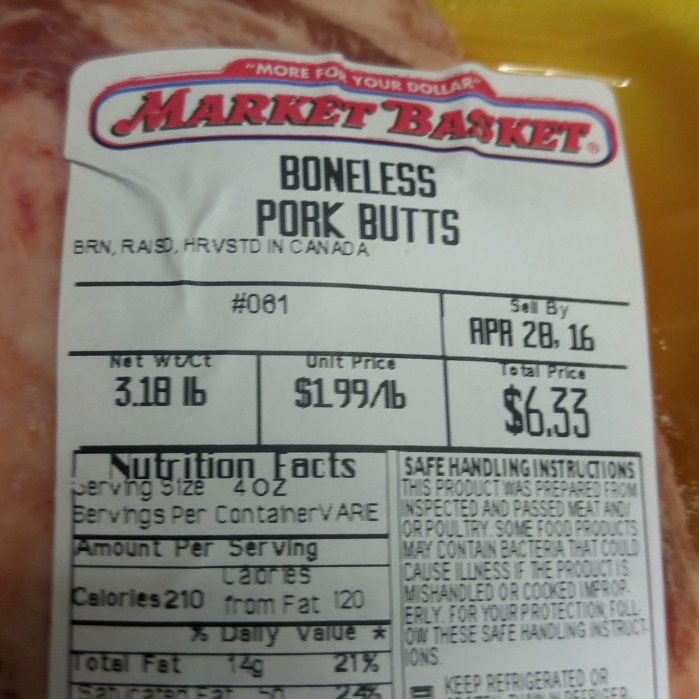 "MORE FOR YOUR DOLLAR"
MARKET BASKET®
BONELESS
PORK BUTTS
BRN, RAISD, HRVSTD IN CANADA
#081
Sell By
APR 28, 16
Net Wt/Ct
Unit Price
Total Price
3.18 lb
$1.99/lb
$6.33
Nutrition Facts
Serving Size 4 OZ
Servings Per Container VARIE
Amount Per Serving
Calories
Calories 210 from Fat 120
% Daily Value *
Total Fat 14g 21%
Saturated Fat 24%
SAFE HANDLING INSTRUCTIONS
THIS PRODUCT WAS PREPARED FROM
INSPECTED AND PASSED MEAT AND/
OR POULTRY. SOME FOOD PRODUCTS
MAY CONTAIN BACTERIA THAT COULD
CAUSE ILLNESS IF THE PRODUCT IS
MISHANDLED OR COOKED IMPROP-
ERLY. FOR YOUR PROTECTION, FOLL-
OW THESE SAFE HANDLING INSTRUCT-
IONS.
KEEP REFRIGERATED OR